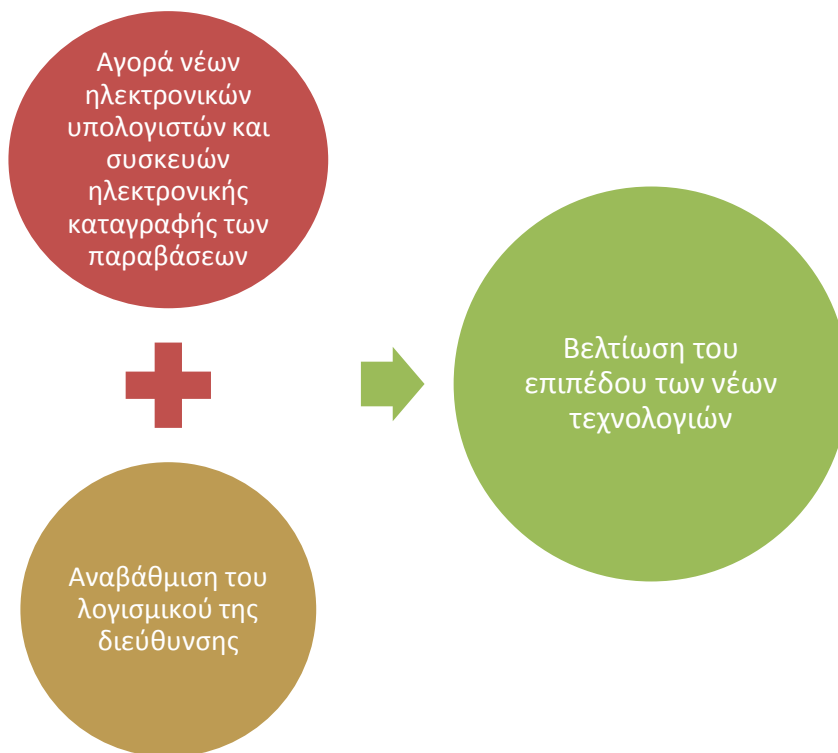 Αγορά νέων
ηλεκτρονικών
υπολογιστών και
συσκευών
ηλεκτρονικής
καταγραφής των
παραβάσεων
Αναβάθμιση του
λογισμικού της
διεύθυνσης
Βελτίωση του
επιπέδου των νέων
τεχνολογιών